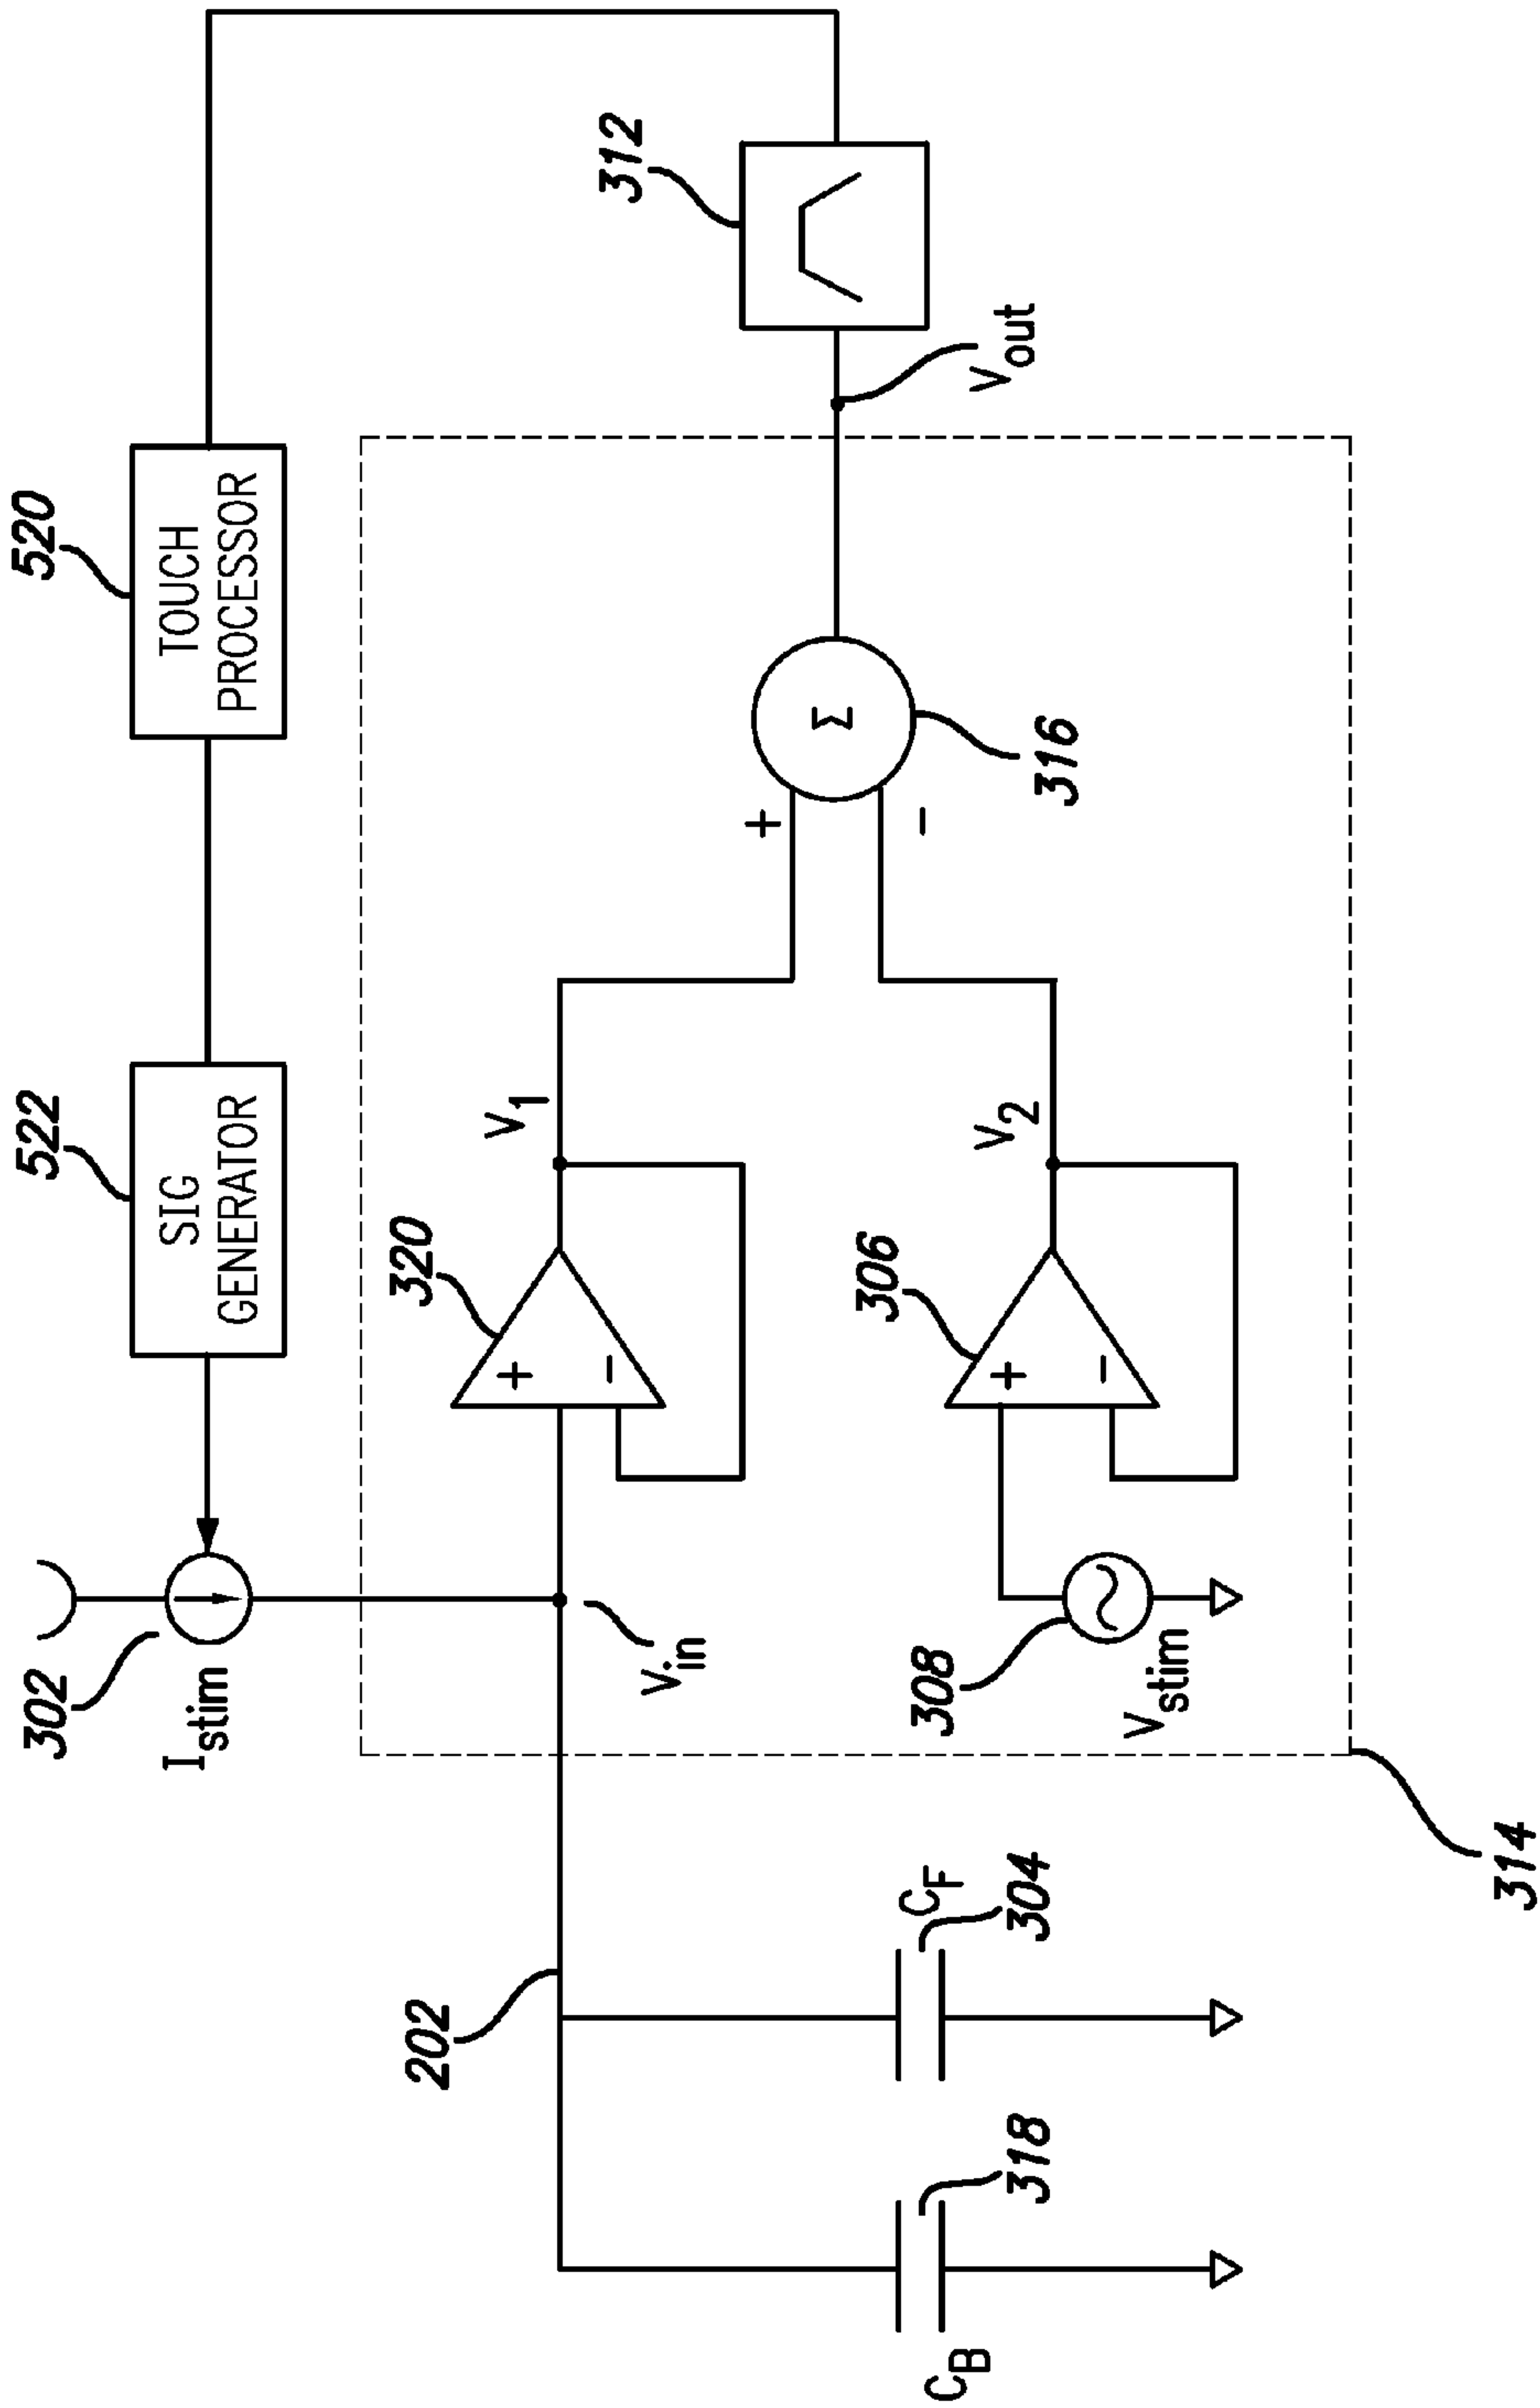 520
TOUCH
PROCESSOR
522
SIG
GENERATOR
302
Istim
312
Vout
316
Σ
+
−
V1
320
+
−
Vin
V2
306
+
−
308
Vstim
314
202
CF
304
318
CB